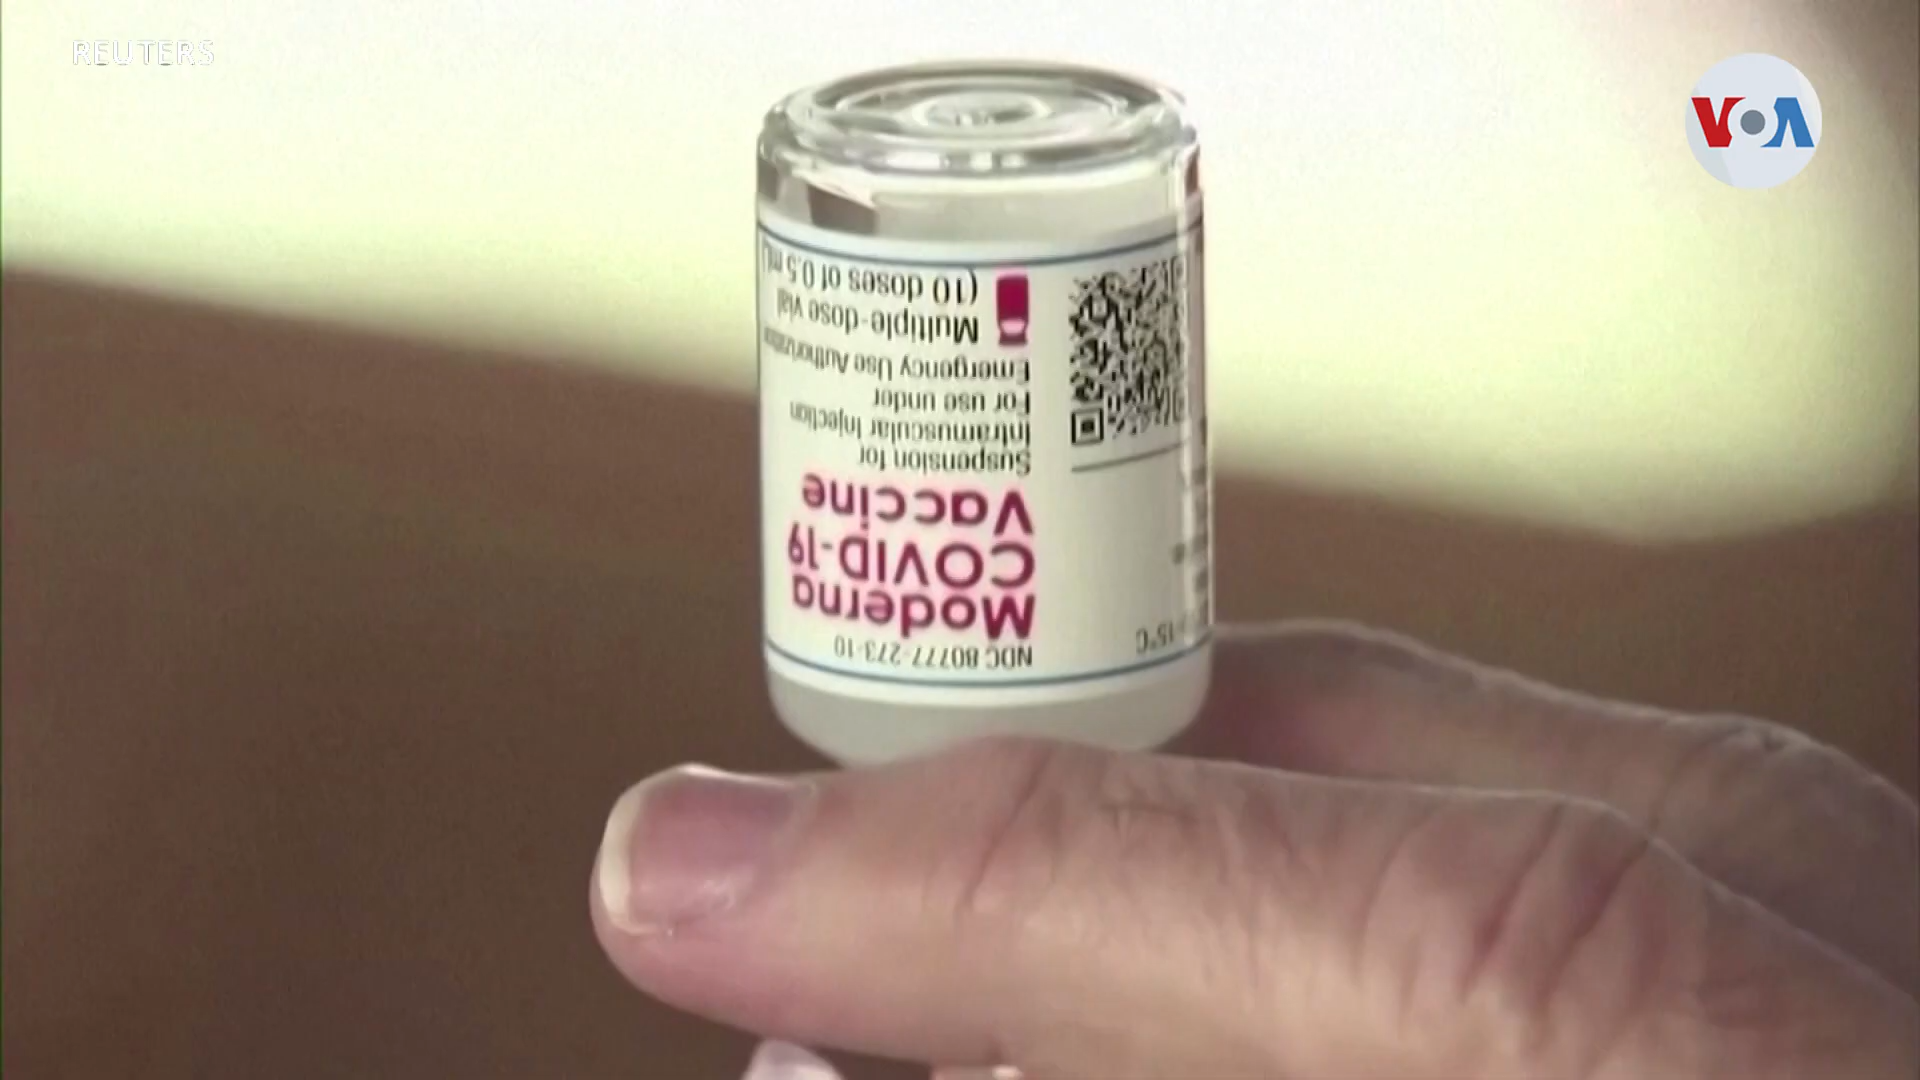 REUTERS
VOA
NDC 80777-273-10
Moderna
COVID-19
Vaccine
Suspension for
Intramuscular Injection
For use under
Emergency Use Authorization
Multiple-dose vial
(10 doses of 0.5 mL)
15°C